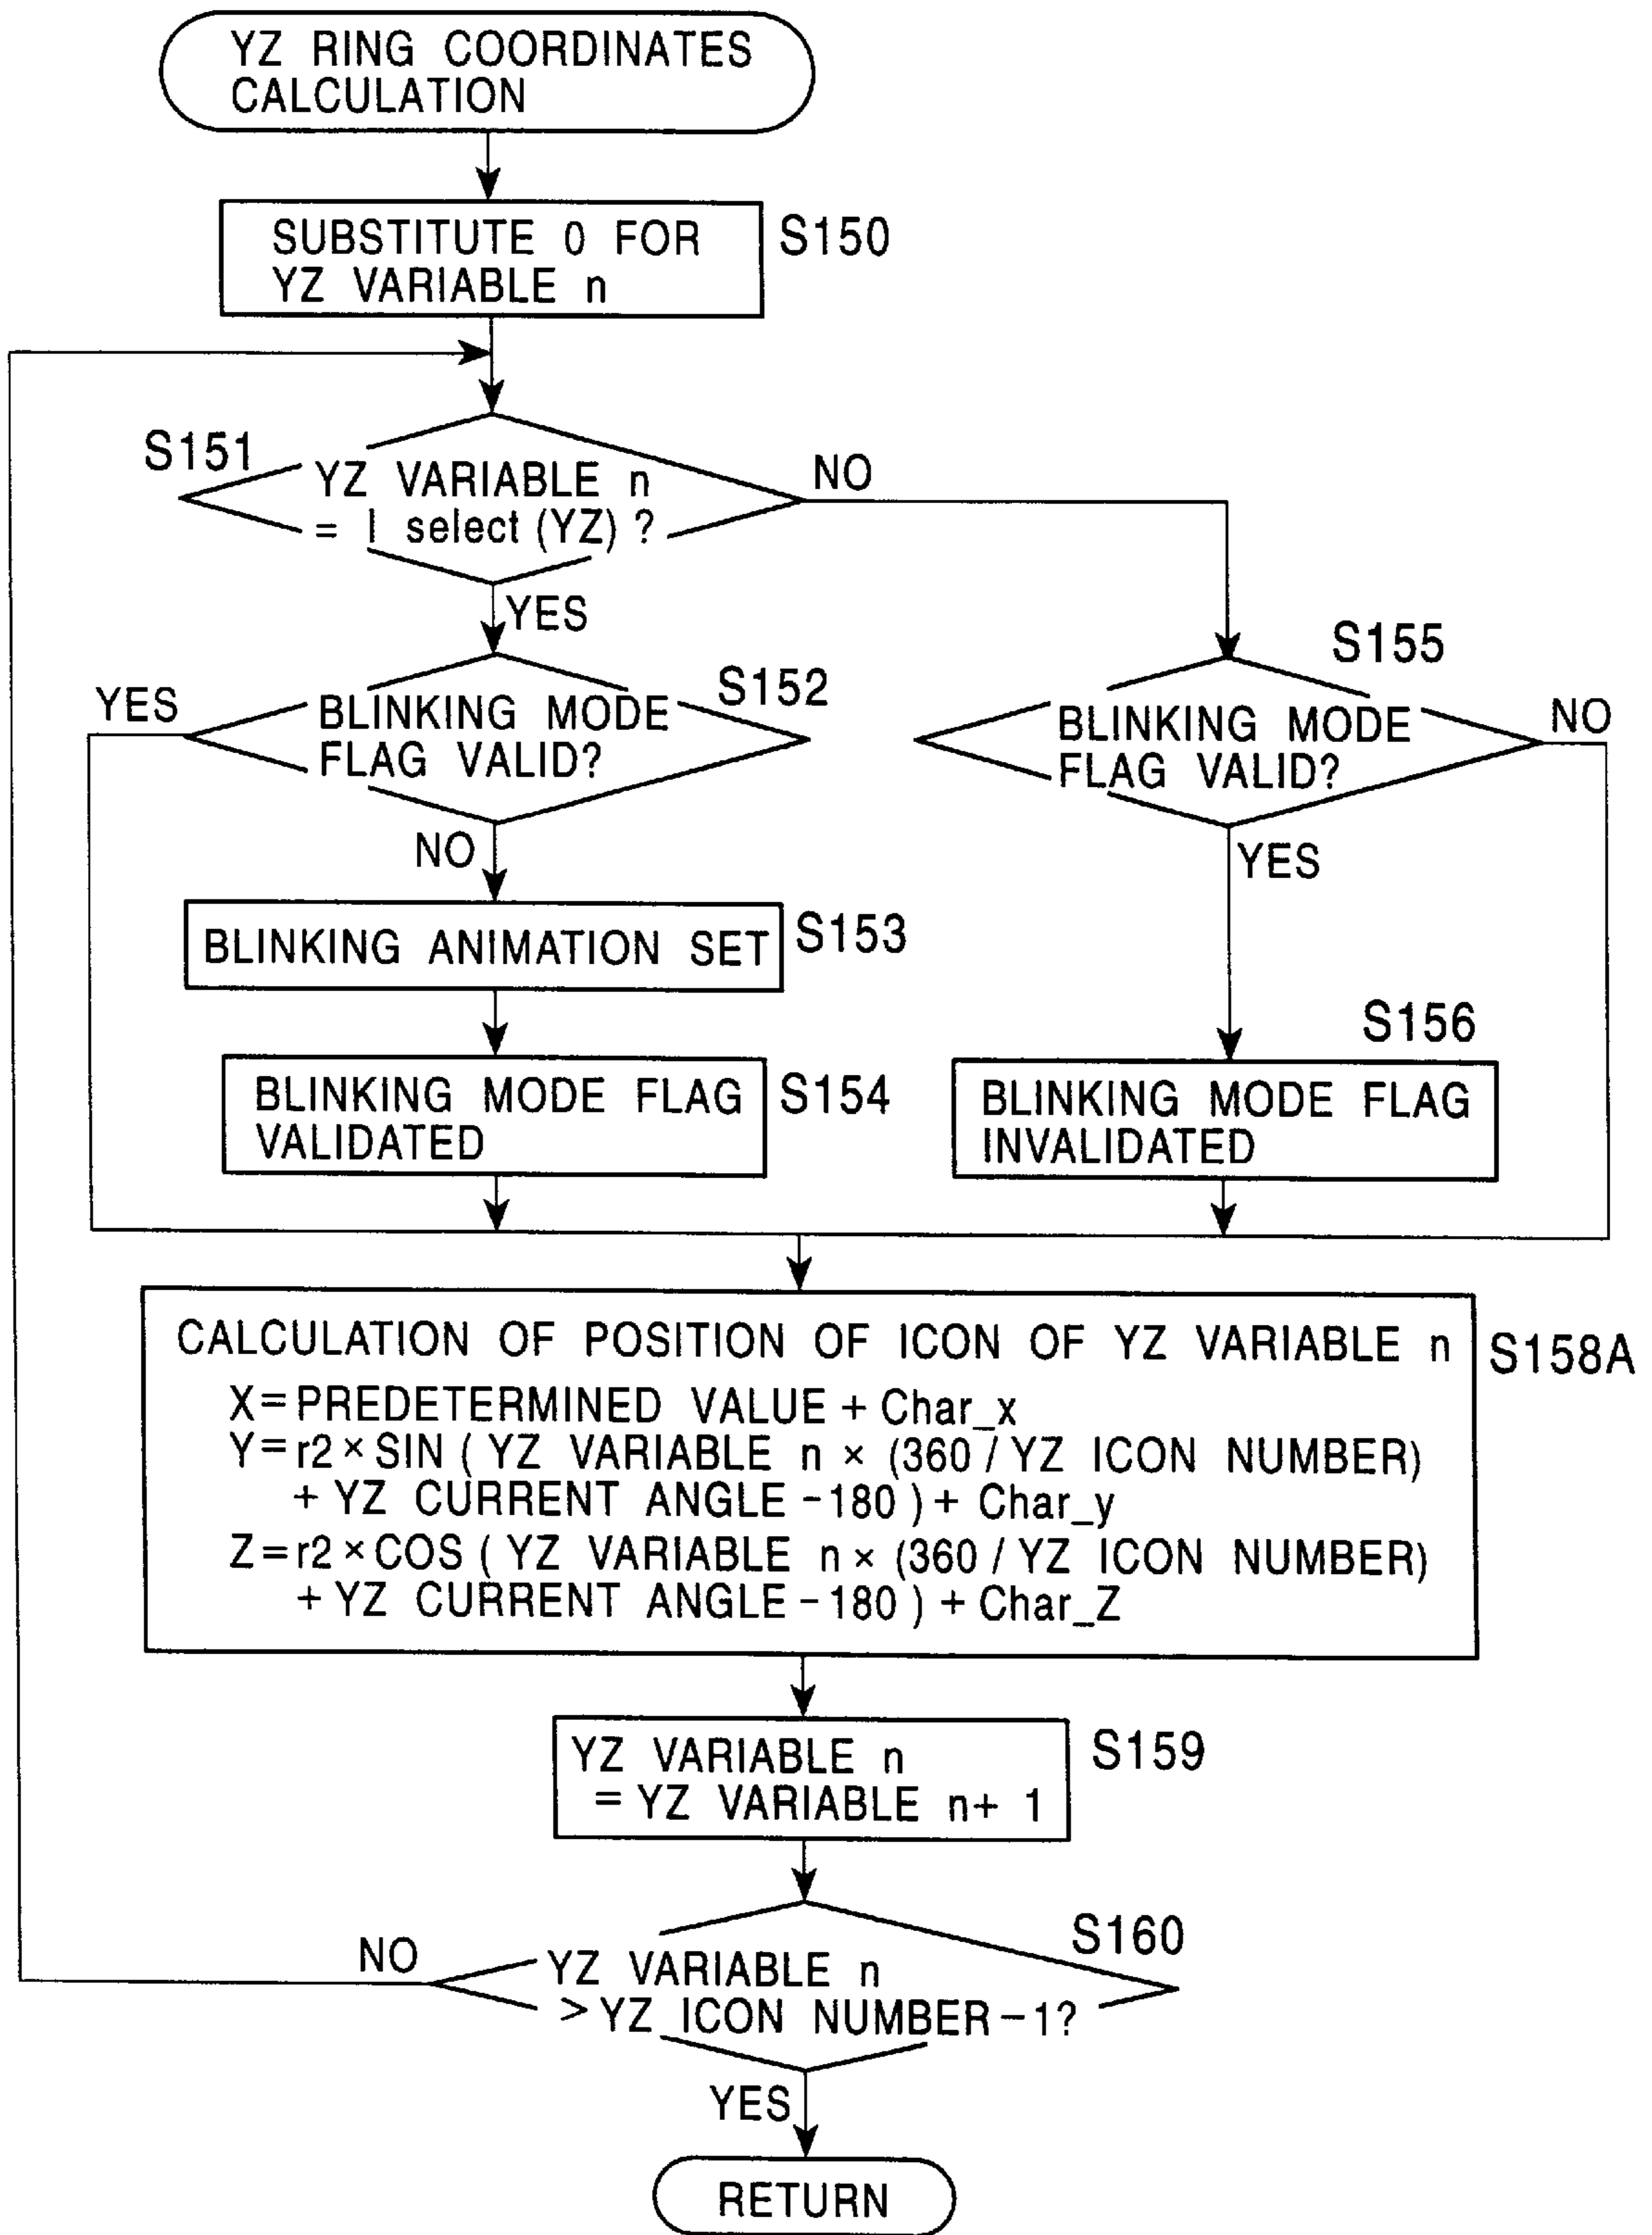 YZ RING COORDINATES
CALCULATION
SUBSTITUTE 0 FOR
YZ VARIABLE n
S150
S151
YZ VARIABLE n
= I select (YZ) ?
NO
YES
S152
YES
BLINKING MODE
FLAG VALID?
NO
S155
BLINKING MODE
FLAG VALID?
NO
YES
BLINKING ANIMATION SET
S153
BLINKING MODE FLAG
VALIDATED
S154
S156
BLINKING MODE FLAG
INVALIDATED
CALCULATION OF POSITION OF ICON OF YZ VARIABLE n
S158A
X=PREDETERMINED VALUE + Char_x
Y=r2×SIN ( YZ VARIABLE n × (360 / YZ ICON NUMBER)
+ YZ CURRENT ANGLE -180 ) + Char_y
Z=r2×COS ( YZ VARIABLE n × (360 / YZ ICON NUMBER)
+ YZ CURRENT ANGLE -180 ) + Char_Z
YZ VARIABLE n
= YZ VARIABLE n+ 1
S159
S160
NO
YZ VARIABLE n
> YZ ICON NUMBER -1?
YES
RETURN